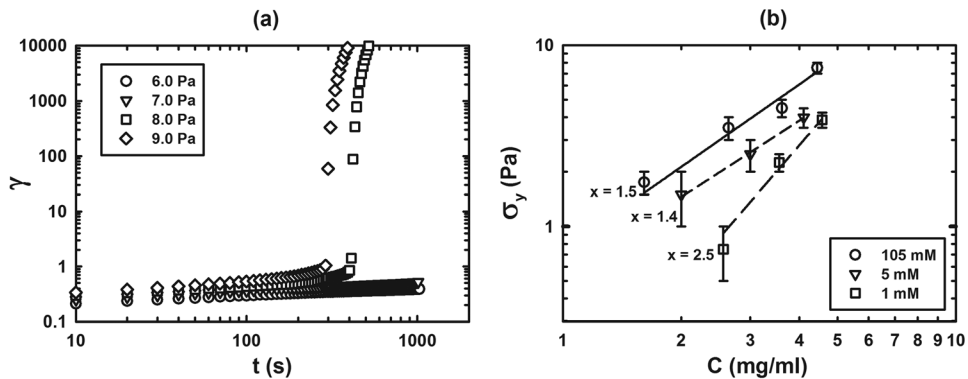 (a)
10000
1000
100
10
1
0.1
10
100
1000
γ
t (s)
6.0 Pa
7.0 Pa
8.0 Pa
9.0 Pa
(b)
10
1
σy (Pa)
x = 1.5
x = 1.4
x = 2.5
105 mM
5 mM
1 mM
1 2 3 4 5 6 7 8 9 10
C (mg/ml)